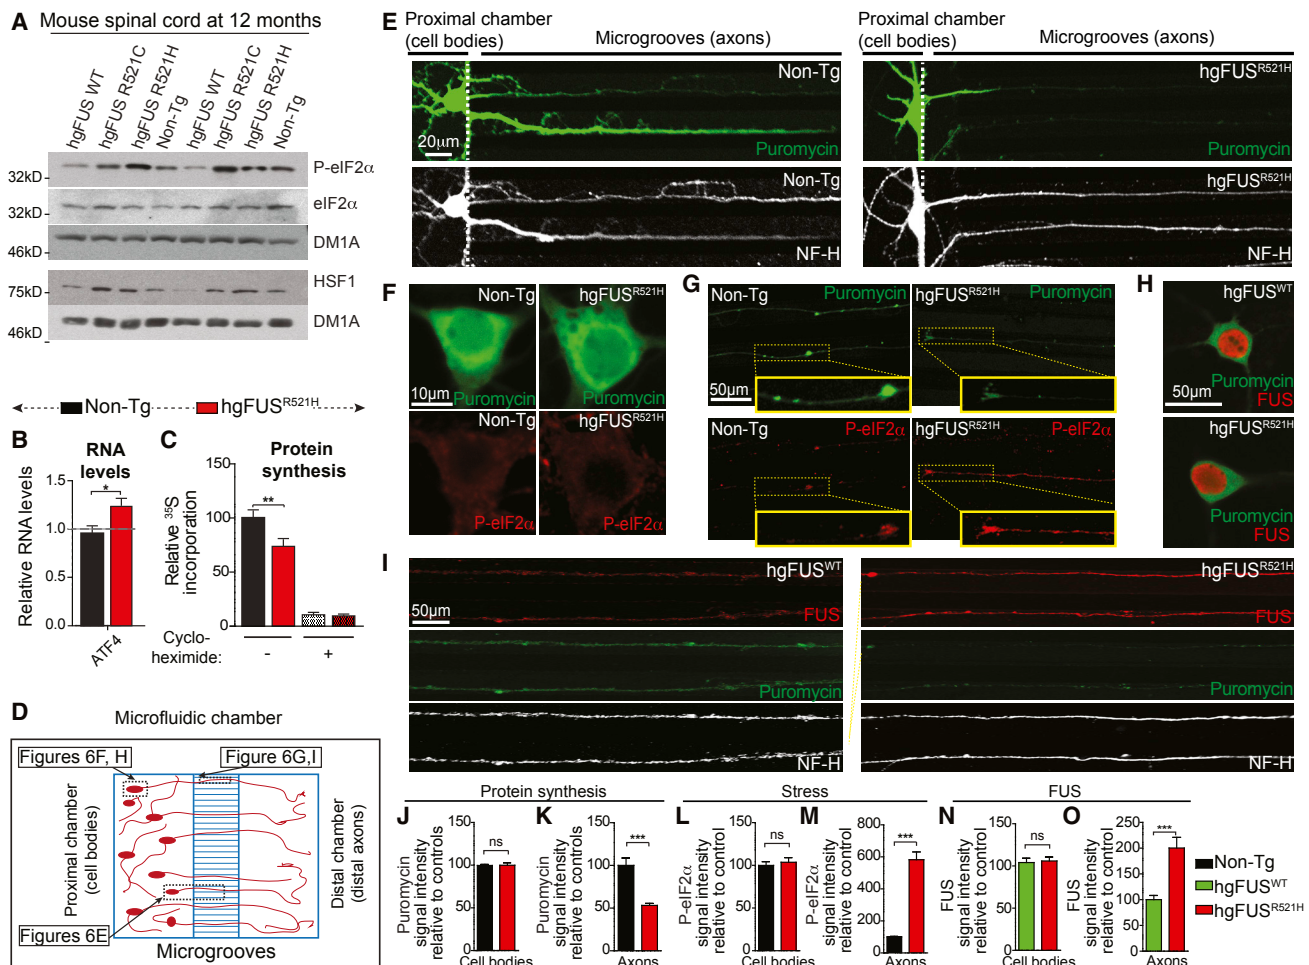 A
Mouse spinal cord at 12 months
hgFUS WT
hgFUS R521C
hgFUS R521H
Non-Tg
hgFUS WT
hgFUS R521C
hgFUS R521H
Non-Tg
32kD
P-eIF2α
32kD
eIF2α
46kD
DM1A
75kD
HSF1
46kD
DM1A
Non-Tg
hgFUSR521H
B
RNA
levels
Relative RNA levels
1.5
1.0
0.5
0.0
*
ATF4
C
Protein
synthesis
Relative 35S
incorporation
150
100
50
0
**
Cyclo-
heximide:
-
+
D
Microfluidic chamber
Figures 6F, H
Figure 6G,I
Proximal chamber
(cell bodies)
Distal chamber
(distal axons)
Figures 6E
Microgrooves
E
Proximal chamber
(cell bodies)
Microgrooves (axons)
Proximal chamber
(cell bodies)
Microgrooves (axons)
Non-Tg
20μm
Puromycin
hgFUSR521H
Puromycin
Non-Tg
NF-H
hgFUSR521H
NF-H
F
Non-Tg
10μm
Puromycin
hgFUSR521H
Puromycin
Non-Tg
P-eIF2α
hgFUSR521H
P-eIF2α
G
Non-Tg
Puromycin
50μm
hgFUSR521H
Puromycin
Non-Tg
P-eIF2α
hgFUSR521H
P-eIF2α
H
hgFUSWT
Puromycin
50μm
FUS
hgFUSR521H
Puromycin
FUS
I
hgFUSWT
50μm
FUS
Puromycin
NF-H
hgFUSR521H
FUS
Puromycin
NF-H
Protein synthesis
Stress
FUS
J
Puromycin
signal intensity
relative to controls
150
100
50
0
ns
Cell bodies
K
Puromycin
signal intensity
relative to controls
150
100
50
0
***
Axons
L
P-eIF2α
signal intensity
relative to control
150
100
50
0
ns
Cell bodies
M
P-eIF2α
signal intensity
relative to control
800
600
400
200
0
***
Axons
N
FUS
signal intensity
relative to control
150
100
50
0
ns
Cell bodies
O
FUS
signal intensity
relative to control
250
200
150
100
50
0
***
Axons
Non-Tg
hgFUSWT
hgFUSR521H